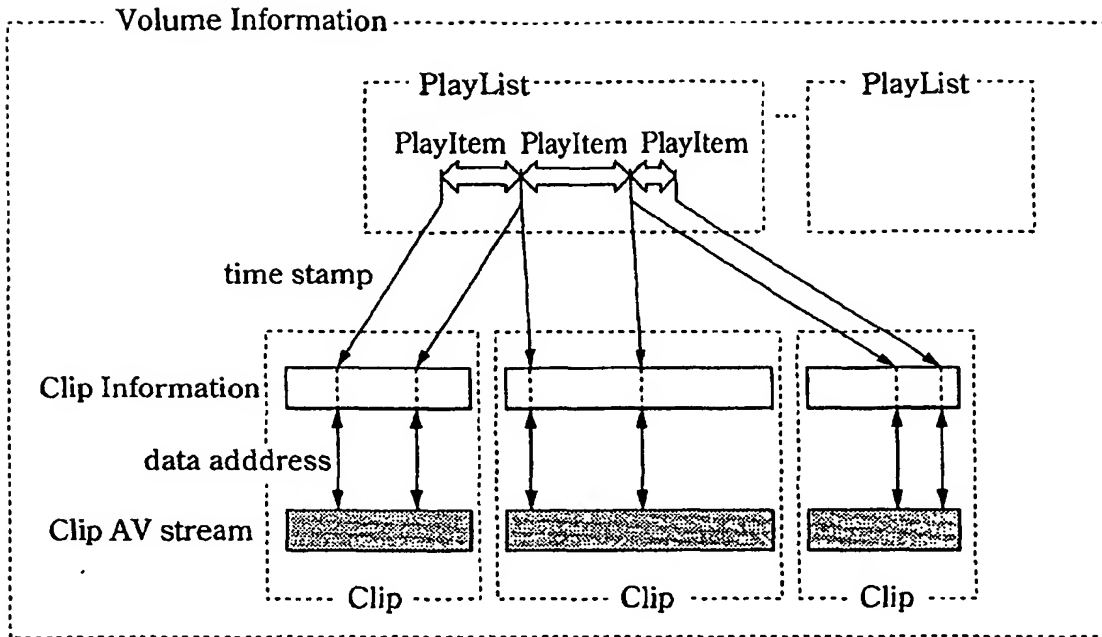 Volume Information
PlayList
PlayList
...
PlayItem PlayItem PlayItem
time stamp
Clip Information
data adddress
Clip AV stream
Clip
Clip
Clip